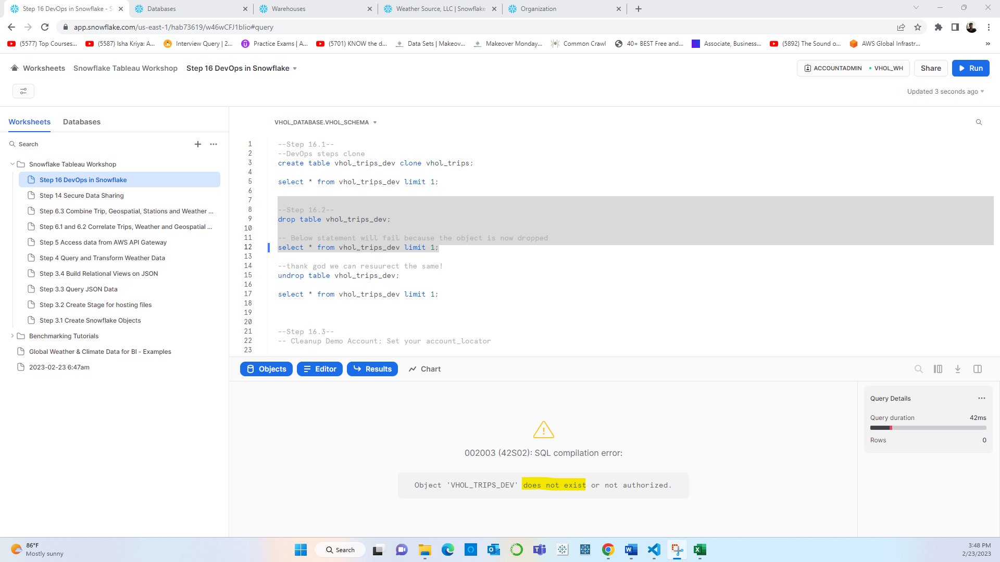 Step 16 DevOps in Snowflake - S
Databases
Warehouses
Weather Source, LLC | Snowflake
Organization
app.snowflake.com/us-east-1/hab73619/w46wCFJ1bIio#query
(5577) Top Courses...
(5587) Isha Kriya: A...
Interview Query | 2...
Practice Exams | A...
(5701) KNOW the d...
Data Sets | Makeov...
Makeover Monday...
Common Crawl
40+ BEST Free and...
Associate, Business...
(5892) The Sound o...
AWS Global Infrastr...
Worksheets
Snowflake Tableau Workshop
Step 16 DevOps in Snowflake
ACCOUNTADMIN
VHOL_WH
Share
Run
Updated 3 seconds ago
Worksheets
Databases
Search
Snowflake Tableau Workshop
Step 16 DevOps in Snowflake
Step 14 Secure Data Sharing
Step 6.3 Combine Trip, Geospatial, Stations and Weather ...
Step 6.1 and 6.2 Correlate Trips, Weather and Geospatial ...
Step 5 Access data from AWS API Gateway
Step 4 Query and Transform Weather Data
Step 3.4 Build Relational Views on JSON
Step 3.3 Query JSON Data
Step 3.2 Create Stage for hosting files
Step 3.1 Create Snowflake Objects
Benchmarking Tutorials
Global Weather & Climate Data for BI - Examples
2023-02-23 6:47am
VHOL_DATABASE.VHOL_SCHEMA
1 --Step 16.1--
2 --DevOps steps clone
3 create table vhol_trips_dev clone vhol_trips;
4
5 select * from vhol_trips_dev limit 1;
6
7
8 --Step 16.2--
9 drop table vhol_trips_dev;
10
11 -- Below statement will fail because the object is now dropped
12 select * from vhol_trips_dev limit 1;
13
14 --thank god we can resuurect the same!
15 undrop table vhol_trips_dev;
16
17 select * from vhol_trips_dev limit 1;
18
19
20
21 --Step 16.3--
22 -- Cleanup Demo Account; Set your account_locator
23
Objects
Editor
Results
Chart
002003 (42S02): SQL compilation error:
Object 'VHOL_TRIPS_DEV' does not exist or not authorized.
Query Details
Query duration 42ms
Rows 0
86°F
Mostly sunny
Search
3:48 PM
2/23/2023